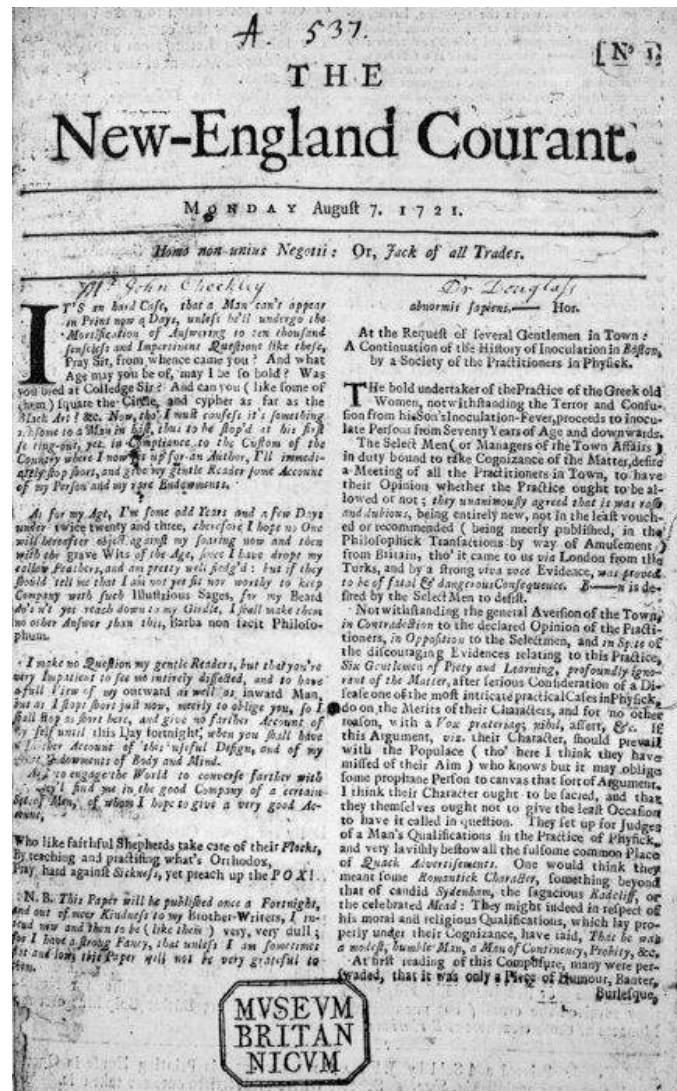 A. 537.
[ Nº 1]
THE
New-England Courant.
MONDAY Auguſt 7. 1721.
Homo non unius Negotii: Or, Jack of all Trades.
Mr. John Checkley
IT'S an hard Caſe, that a Man can't appear
in Print now a Days, unleſs he'll undergo the
Mortification of Anſwering to ten thouſand
ſenſeleſs and Impertinent Queſtions like theſe,
Pray Sir, from whence came you? And what
Age may you be of, may I be ſo bold? Was
you bred at Colledge Sir? And can you ( like ſome of
them ) ſquare the Circle, and cypher as far as the
Black Art? &c. Now, tho' I muſt confeſs it's ſomething
to a Man in haſt, thus to be ſtop'd at his firſt
ſetting-out, yet in Compliance to the Cuſtom of the
Country where I now ſet up for an Author, I'll immedi-
ately ſtop ſhort, and give my gentle Reader ſome Account
of my Perſon and my rare Endowments.
As for my Age, I'm ſome odd Years and a few Days
under twice twenty and three, therefore I hope no One
will hereafter object againſt my ſoaring now and then
with the grave Wits of the Age, ſince I have dropt my
callow Feathers, and am pretty well fledg'd: but if they
ſhould tell me that I am not yet fit nor worthy to keep
Company with ſuch Illuſtrious Sages, for my Beard
do'sn't yet reach down to my Girdle, I ſhall make them
no other Anſwer than this, Barba non facit Philoſo-
phum.
I make no Queſtion my gentle Readers, but that you're
very Impatient to ſee me intirely diſſected, and to have
a full View of my outward as well as inward Man,
but as I ſtopt ſhort juſt now, meerly to oblige you, ſo I
ſhall ſtop as ſhort here, and give no farther Account of
my ſelf until this Day fortnight, when you ſhall have
a farther Account of this uſeful Deſign, and of my
Endowments of Body and Mind.
to engage the World to converſe farther with
find me in the good Company of a certain
Set of Men, of whom I hope to give a very good Ac-
count,
Who like faithful Shepherds take care of their Flocks,
By teaching and practiſing what's Orthodox,
Pray hard againſt Sickneſs, yet preach up the POX!
N. B. This Paper will be publiſhed once a Fortnight,
and out of meer Kindneſs to my Brother-Writers, I in-
tend now and then to be ( like them ) very, very dull;
for I have a ſtrong Fancy, that unleſs I am ſometimes
flat and low, this Paper will not be very grateful to
them.
Dr Douglaſs
abnormis ſapiens,—— Hor.
At the Requeſt of ſeveral Gentlemen in Town:
A Continuation of the Hiſtory of Inoculation in Boſton,
by a Society of the Practitioners in Phyſick.
THe bold undertaker of the Practice of the Greek old
Women, notwithſtanding the Terror and Confu-
ſion from his Son's Inoculation-Fever, proceeds to inocu-
late Perſons from Seventy Years of Age and downwards.
The Select Men ( or Managers of the Town Affairs )
in duty bound to take Cognizance of the Matter, deſire
a Meeting of all the Practitioners in Town, to have
their Opinion whether the Practice ought to be al-
lowed or not; they unanimouſly agreed that it was raſh
and dubious, being entirely new, not in the leaſt vouch-
ed or recommended ( being meerly publiſhed, in the
Philoſophick Tranſactions by way of Amuſement )
from Britain, tho' it came to us via London from the
Turks, and by a ſtrong viva voce Evidence, was proved
to be of fatal & dangerous Conſequence. B——n is de-
ſired by the Select Men to deſiſt.
Notwithſtanding the general Averſion of the Town,
in Contradiction to the declared Opinion of the Practi-
tioners, in Oppoſition to the Selectmen, and in Spite of
the diſcouraging Evidences relating to this Practice,
Six Gentlemen of Piety and Learning, profoundly igno-
rant of the Matter, after ſerious Conſideration of a Di-
ſeaſe one of the moſt intricate practical Caſes in Phyſick,
do on the Merits of their Characters, and for no other
reaſon, with a Vox præterea nihil, aſſert, &c. If
this Argument, viz. their Character, ſhould prevail
with the Populace ( tho' here I think they have
miſſed of their Aim ) who knows but it may oblige
ſome prophane Perſon to canvas that ſort of Argument.
I think their Character ought to be ſacred, and that
they themſelves ought not to give the leaſt Occaſion
to have it called in queſtion. They ſet up for Judges
of a Man's Qualifications in the Practice of Phyſick,
and very laviſhly beſtow all the fulſome common Place
of Quack Advertiſements. One would think they
meant ſome Romantick Character, ſomething beyond
that of candid Sydenham, the ſagacious Radcliff, or
the celebrated Mead: They might indeed in reſpect of
his moral and religious Qualifications, which lay pro-
perly under their Cognizance, have ſaid, That he was
a modeſt, humble Man, a Man of Continency, Probity, &c.
At firſt reading of this Compoſure, many were per-
ſwaded, that it was only a Piece of Humour, Banter,
Burleſque,
MVSEVM
BRITAN
NICVM